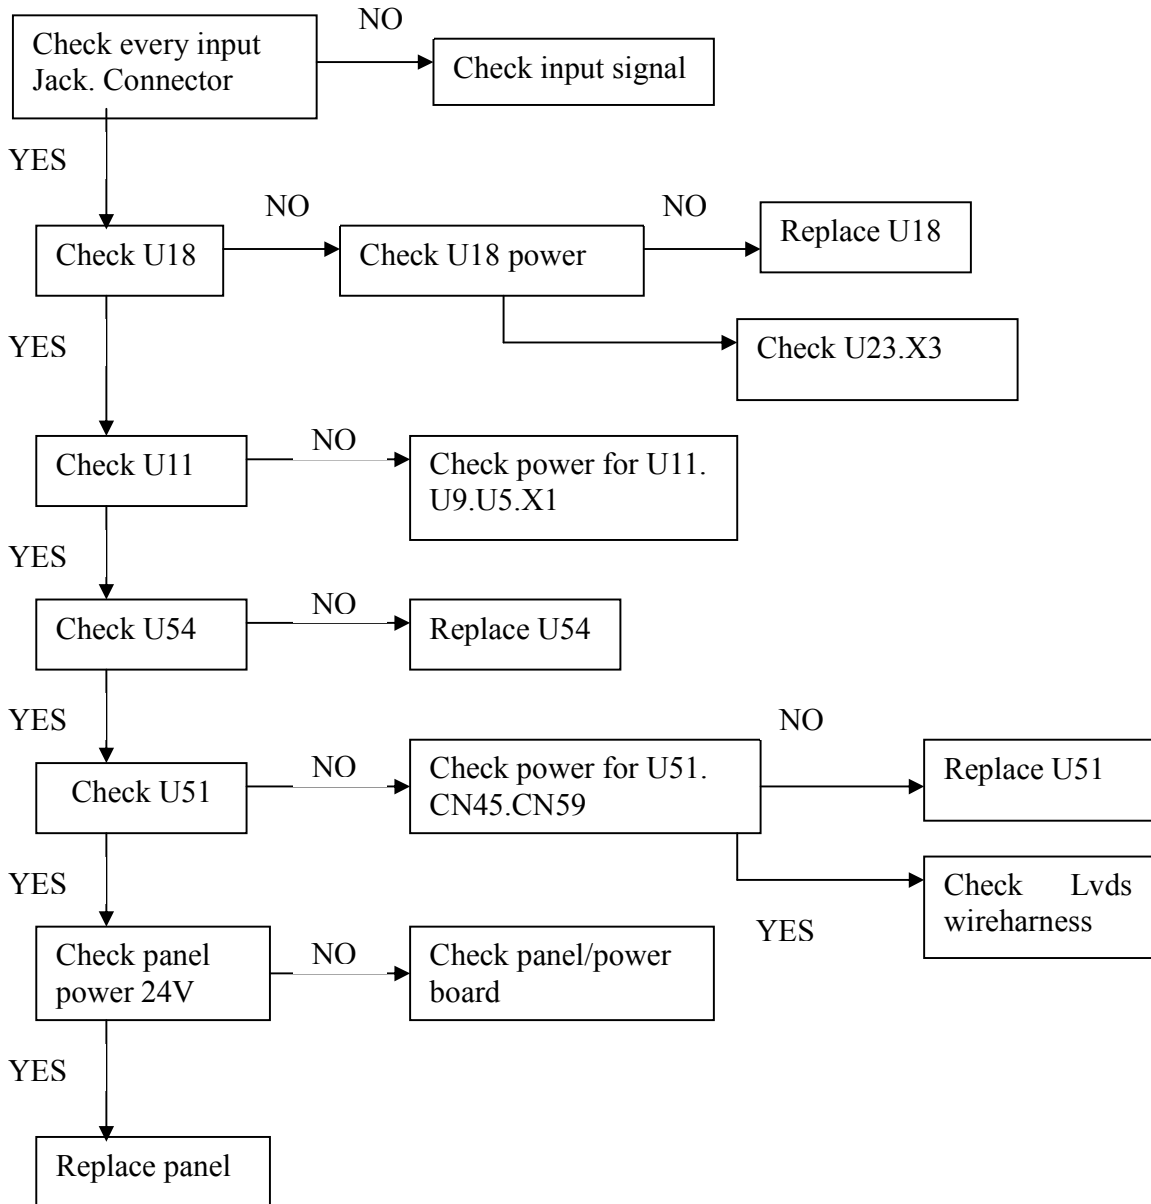 NO
Check every input
Jack. Connector
Check input signal
YES
NO
NO
Check U18
Check U18 power
Replace U18
YES
Check U23.X3
NO
Check U11
Check power for U11.
U9.U5.X1
YES
NO
Check U54
Replace U54
YES
NO
NO
Check U51
Check power for U51.
CN45.CN59
Replace U51
YES
Check Lvds
wireharness
YES
NO
Check panel
power 24V
Check panel/power
board
YES
Replace panel